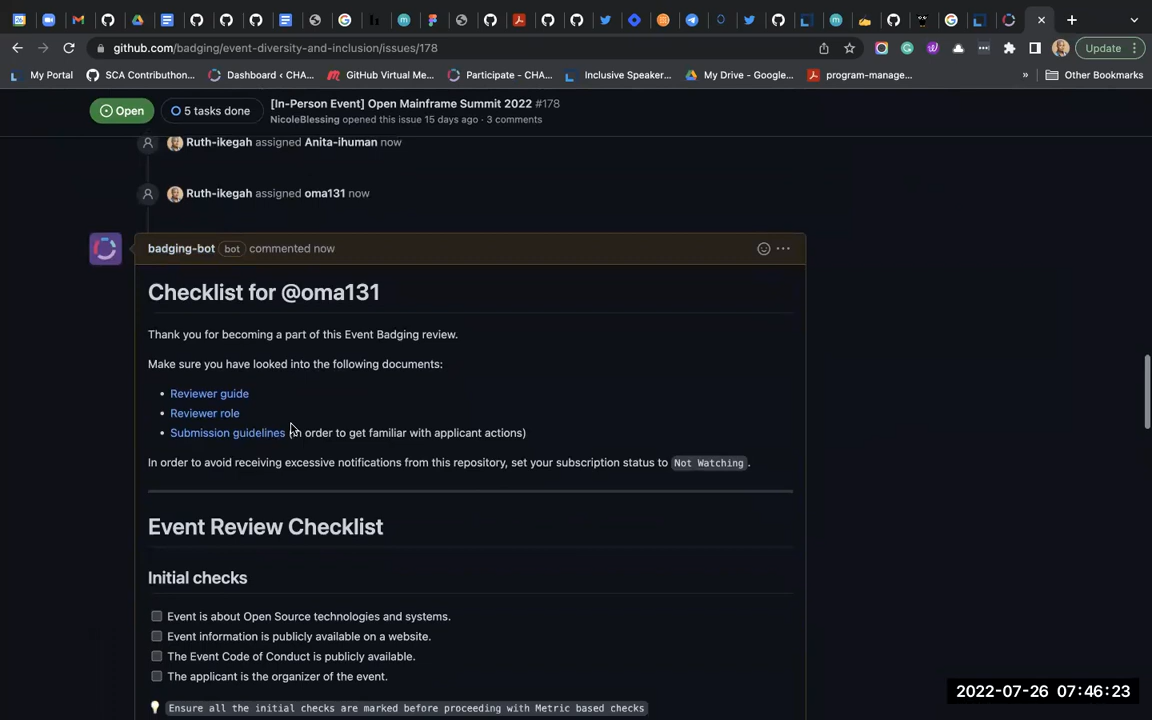 github.com/badging/event-diversity-and-inclusion/issues/178
Update
My Portal
SCA Contributhon...
Dashboard ‹ CHA...
GitHub Virtual Me...
Participate - CHA...
Inclusive Speaker...
My Drive - Google...
program-manage...
»
Other Bookmarks
Open
5 tasks done
[In-Person Event] Open Mainframe Summit 2022 #178
NicoleBlessing opened this issue 15 days ago · 3 comments
Ruth-ikegah assigned Anita-ihuman now
Ruth-ikegah assigned oma131 now
badging-bot bot commented now
Checklist for @oma131
Thank you for becoming a part of this Event Badging review.
Make sure you have looked into the following documents:
• Reviewer guide
• Reviewer role
• Submission guidelines (in order to get familiar with applicant actions)
In order to avoid receiving excessive notifications from this repository, set your subscription status to Not Watching.
Event Review Checklist
Initial checks
Event is about Open Source technologies and systems.
Event information is publicly available on a website.
The Event Code of Conduct is publicly available.
The applicant is the organizer of the event.
Ensure all the initial checks are marked before proceeding with Metric based checks
2022-07-26 07:46:23